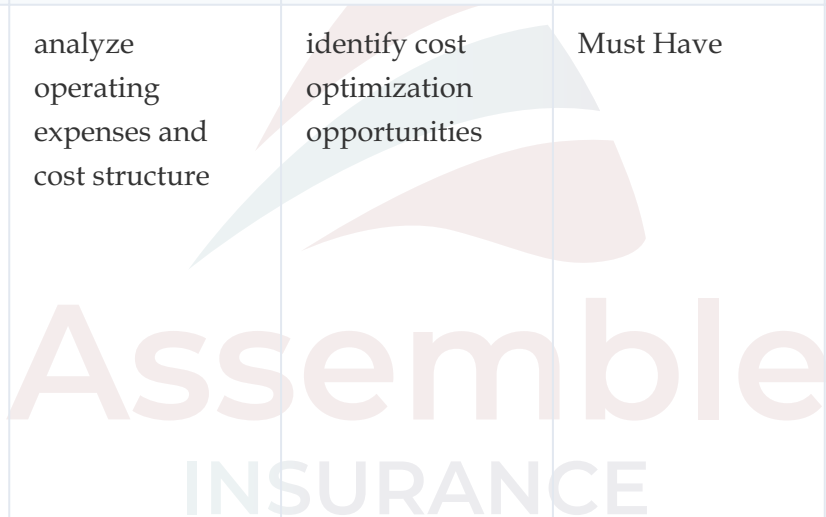 analyze
operating
expenses and
cost structure
identify cost
optimization
opportunities
Must Have
Assemble
INSURANCE